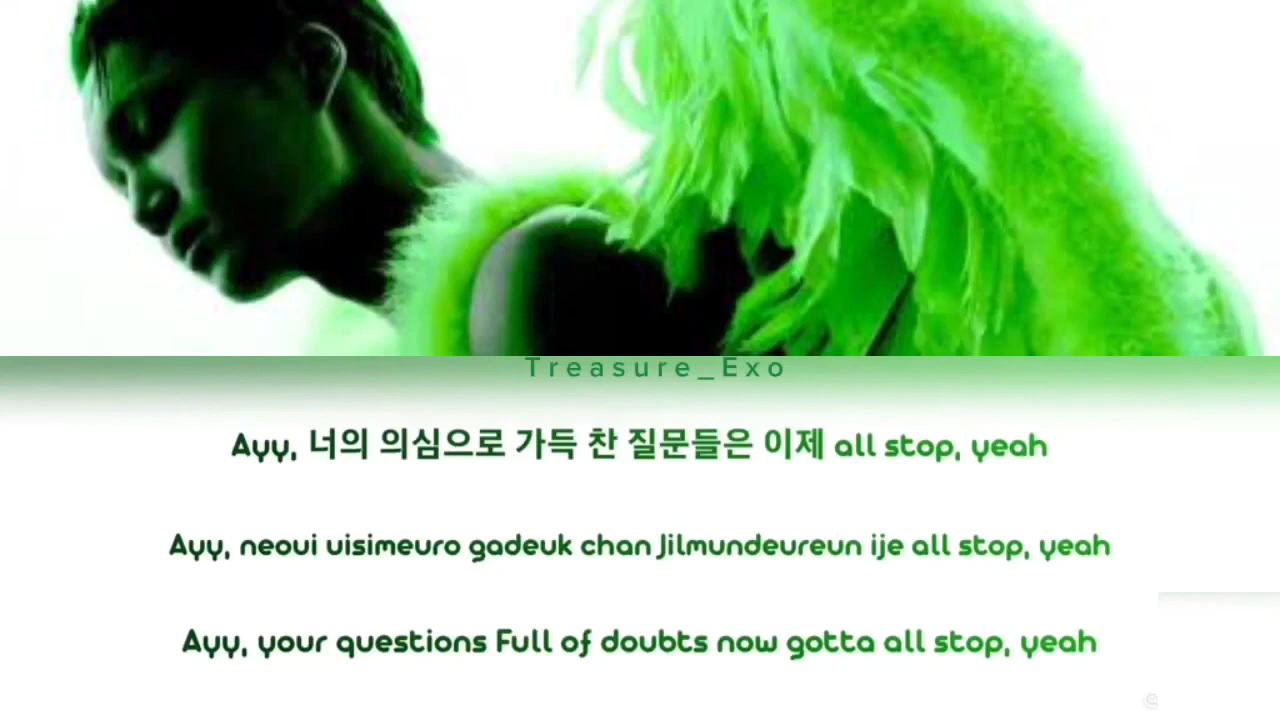 Treasure_Exo
Ayy, 너의 의심으로 가득 찬 질문들은 이제 all stop, yeah
Ayy, neoui uisimeuro gadeuk chan Jilmundeureun ije all stop, yeah
Ayy, your questions Full of doubts now gotta all stop, yeah